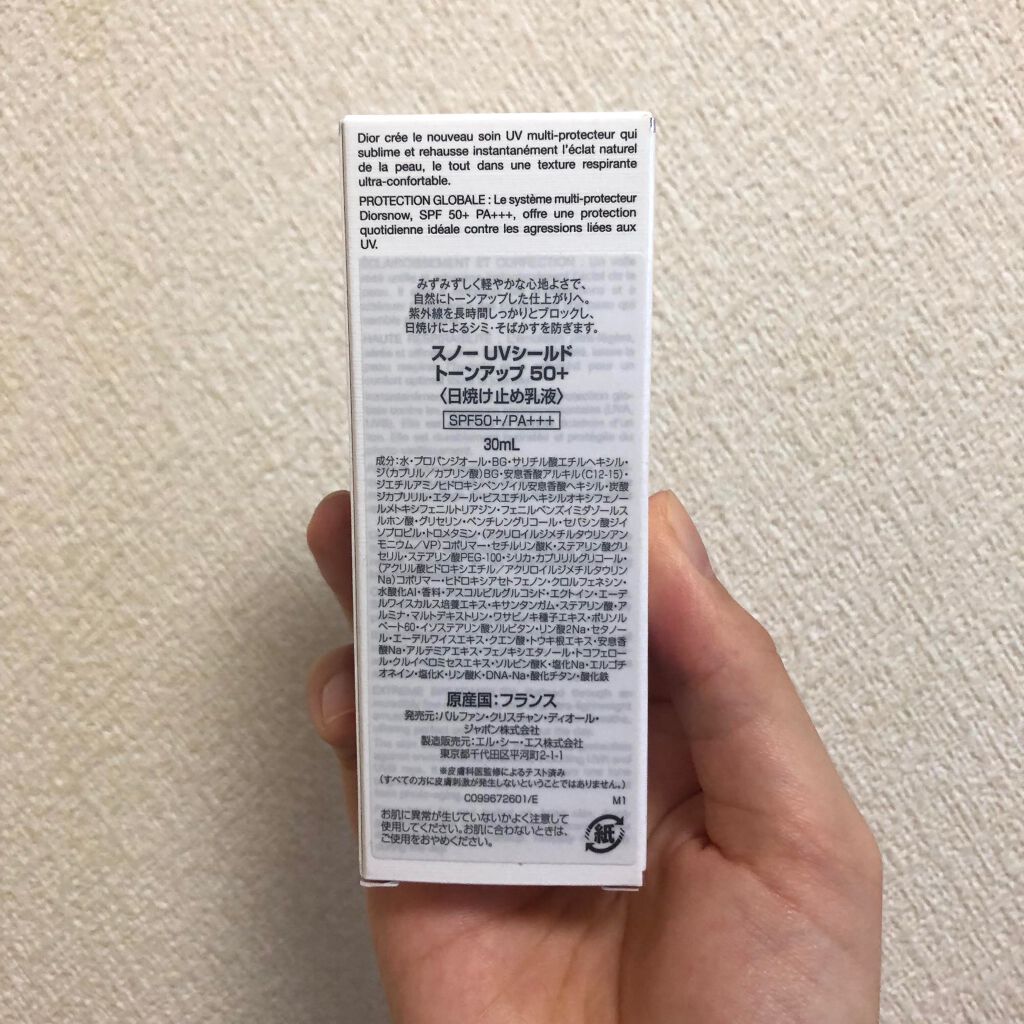 Dior crée le nouveau soin UV multi-protecteur qui
sublime et rehausse instantanément l'éclat naturel
de la peau, le tout dans une texture respirante
ultra-confortable.
PROTECTION GLOBALE : Le système multi-protecteur
Diorsnow, SPF 50+ PA+++, offre une protection
quotidienne idéale contre les agressions liées aux
UV.
みずみずしく軽やかな心地よさで、
自然にトーンアップした仕上がりへ。
紫外線を長時間しっかりとブロックし、
日焼けによるシミ・そばかすを防ぎます。
スノー UVシールド
トーンアップ 50+
〈日焼け止め乳液〉
SPF50+/PA+++
30mL
成分:水・プロパンジオール・BG・サリチル酸エチルヘキシル・
ジ(カプリル/カプリン酸)BG・安息香酸アルキル(C12-15)・
ジエチルアミノヒドロキシベンゾイル安息香酸ヘキシル・炭酸
ジカプリリル・エタノール・ビスエチルヘキシルオキシフェノー
ルメトキシフェニルトリアジン・フェニルベンズイミダゾールス
ルホン酸・グリセリン・ペンチレングリコール・セバシン酸ジイ
ソプロピル・トロメタミン・(アクリロイルジメチルタウリンアン
モニウム/VP)コポリマー・セチルリン酸K・ステアリン酸グリ
セリル・ステアリン酸PEG-100・シリカ・カプリリルグリコール・
(アクリル酸ヒドロキシエチル/アクリロイルジメチルタウリン
Na)コポリマー・ヒドロキシアセトフェノン・クロルフェネシン・
水酸化Al・香料・アスコルビルグルコシド・エクトイン・エーデ
ルワイスカルス培養エキス・キサンタンガム・ステアリン酸・ア
ルミナ・マルトデキストリン・ワサビノキ種子エキス・ポリソル
ベート60・イソステアリン酸ソルビタン・リン酸2Na・セタノー
ル・エーデルワイスエキス・クエン酸・トウキ根エキス・安息香
酸Na・アルテミアエキス・フェノキシエタノール・トコフェロー
ル・クルイベロミセスエキス・ソルビン酸K・塩化Na・エルゴチ
オネイン・塩化K・リン酸K・DNA-Na・酸化チタン・酸化鉄
原産国:フランス
発売元:パルファン・クリスチャン・ディオール・
ジャポン株式会社
製造販売元:エル・シー・エス株式会社
東京都千代田区平河町2-1-1
※皮膚科医監修によるテスト済み
(すべての方に皮膚刺激が発生しないということではありません。)
C099672601/E M1
お肌に異常が生じていないかよく注意して
使用してください。お肌に合わないときは、
ご使用をおやめください。
紙